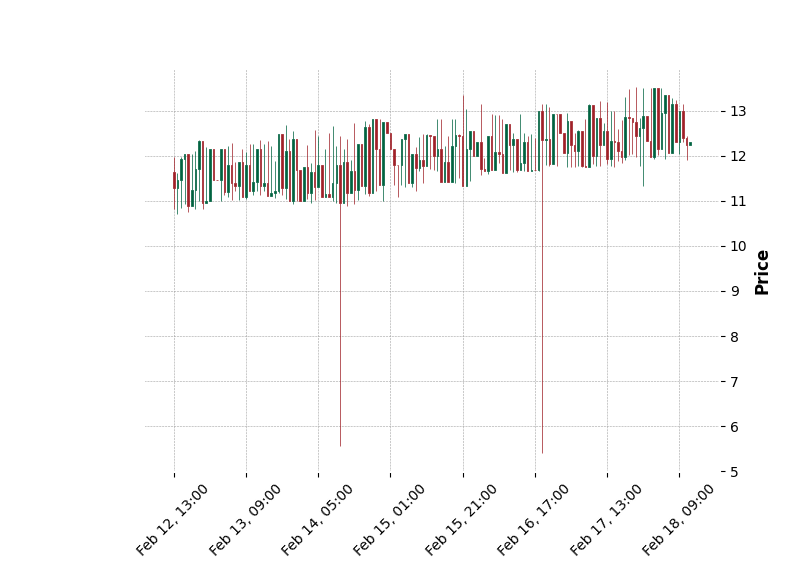 13
12
11
10
9
8
7
6
5
Price
Feb 12, 13:00
Feb 13, 09:00
Feb 14, 05:00
Feb 15, 01:00
Feb 15, 21:00
Feb 16, 17:00
Feb 17, 13:00
Feb 18, 09:00